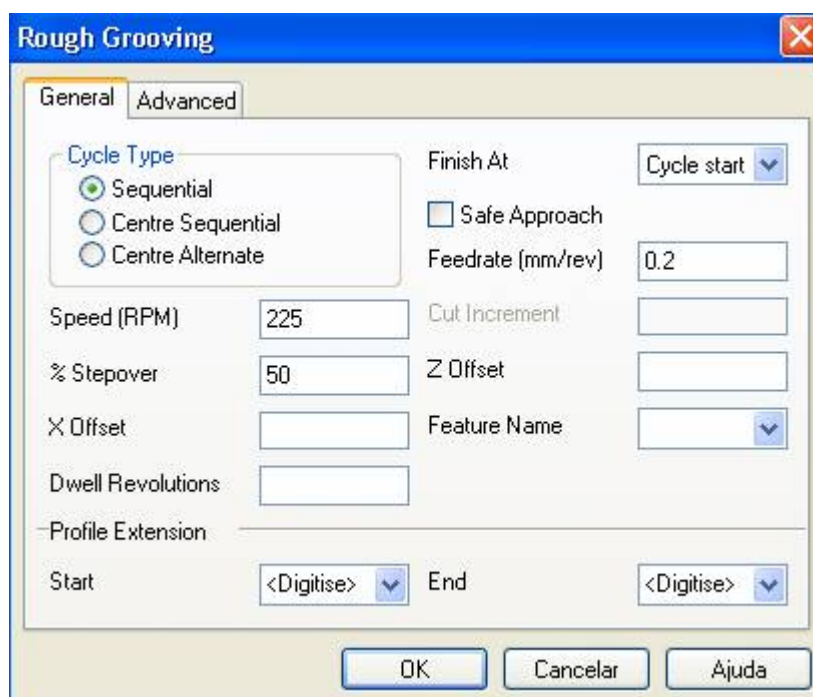 Rough Grooving
General Advanced
Cycle Type
Sequential
Centre Sequential
Centre Alternate
Finish At Cycle start
Safe Approach
Feedrate (mm/rev) 0.2
Speed (RPM) 225
Cut Increment
% Stepover 50
Z Offset
X Offset
Feature Name
Dwell Revolutions
Profile Extension
Start <Digitise> End <Digitise>
OK Cancelar Ajuda